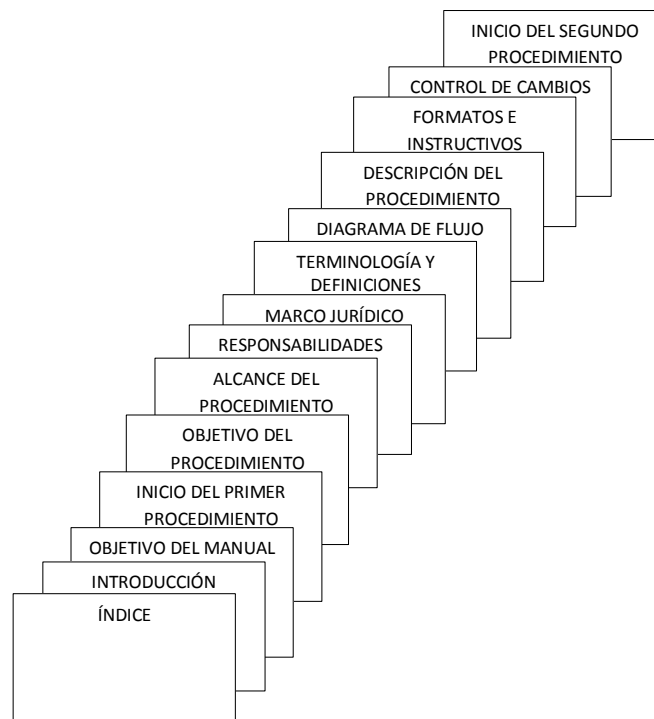 INICIO DEL SEGUNDO
PROCEDIMIENTO
CONTROL DE CAMBIOS
FORMATOS E
INSTRUCTIVOS
DESCRIPCIÓN DEL
PROCEDIMIENTO
DIAGRAMA DE FLUJO
TERMINOLOGÍA Y
DEFINICIONES
MARCO JURÍDICO
RESPONSABILIDADES
ALCANCE DEL
PROCEDIMIENTO
OBJETIVO DEL
PROCEDIMIENTO
INICIO DEL PRIMER
PROCEDIMIENTO
OBJETIVO DEL MANUAL
INTRODUCCIÓN
ÍNDICE